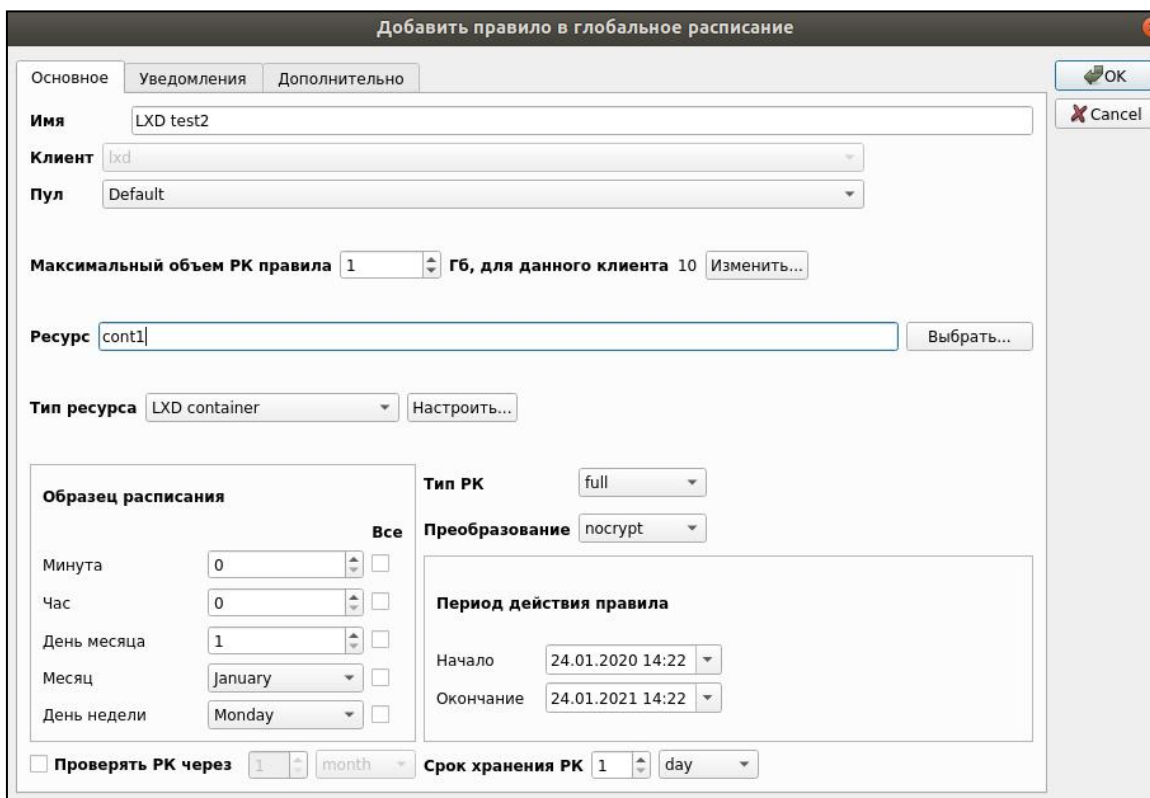 Добавить правило в глобальное расписание
Основное Уведомления Дополнительно
OK
Cancel
Имя LXD test2
Клиент lxd
Пул Default
Максимальный объем РК правила 1 Гб, для данного клиента 10 Изменить...
Ресурс cont1 Выбрать...
Тип ресурса LXD container Настроить...
Образец расписания
Все
Минута 0
Час 0
День месяца 1
Месяц January
День недели Monday
Тип РК full
Преобразование nocrypt
Период действия правила
Начало 24.01.2020 14:22
Окончание 24.01.2021 14:22
Проверять РК через 1 month
Срок хранения РК 1 day